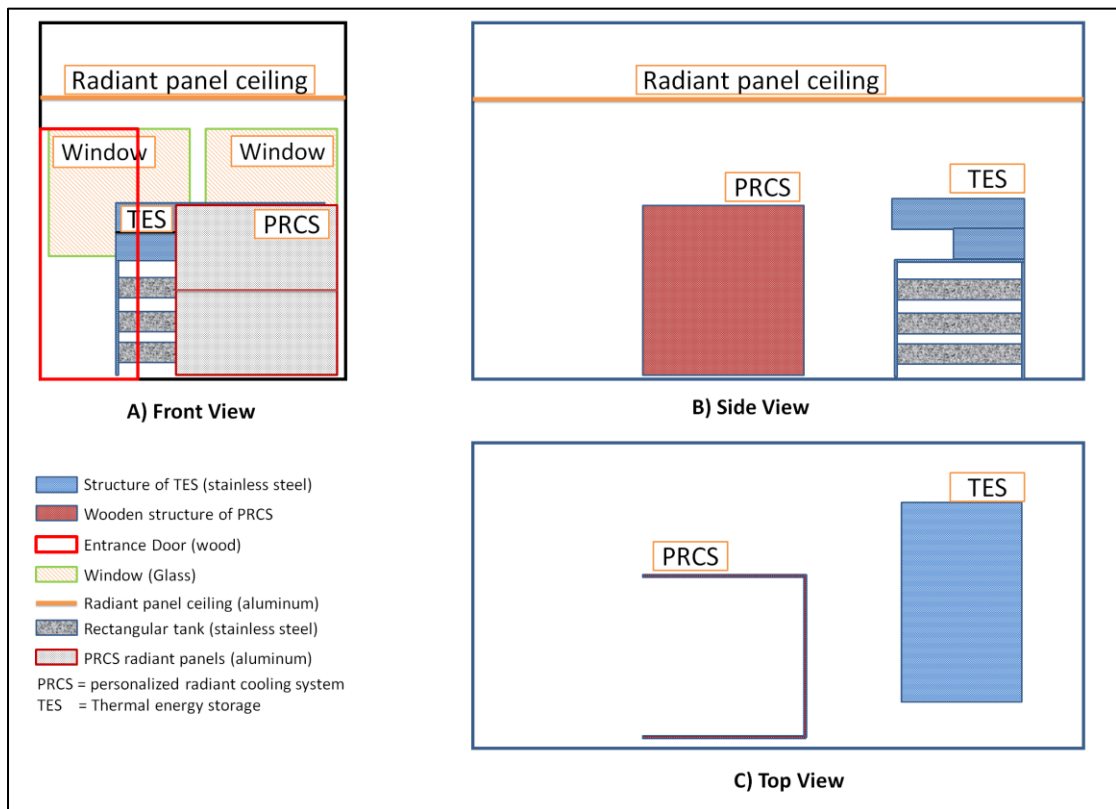 Radiant panel ceiling
Window
Window
TES
PRCS
A) Front View
Radiant panel ceiling
PRCS
TES
B) Side View
Structure of TES (stainless steel)
Wooden structure of PRCS
Entrance Door (wood)
Window (Glass)
Radiant panel ceiling (aluminum)
Rectangular tank (stainless steel)
PRCS radiant panels (aluminum)
PRCS = personalized radiant cooling system
TES = Thermal energy storage
TES
PRCS
C) Top View